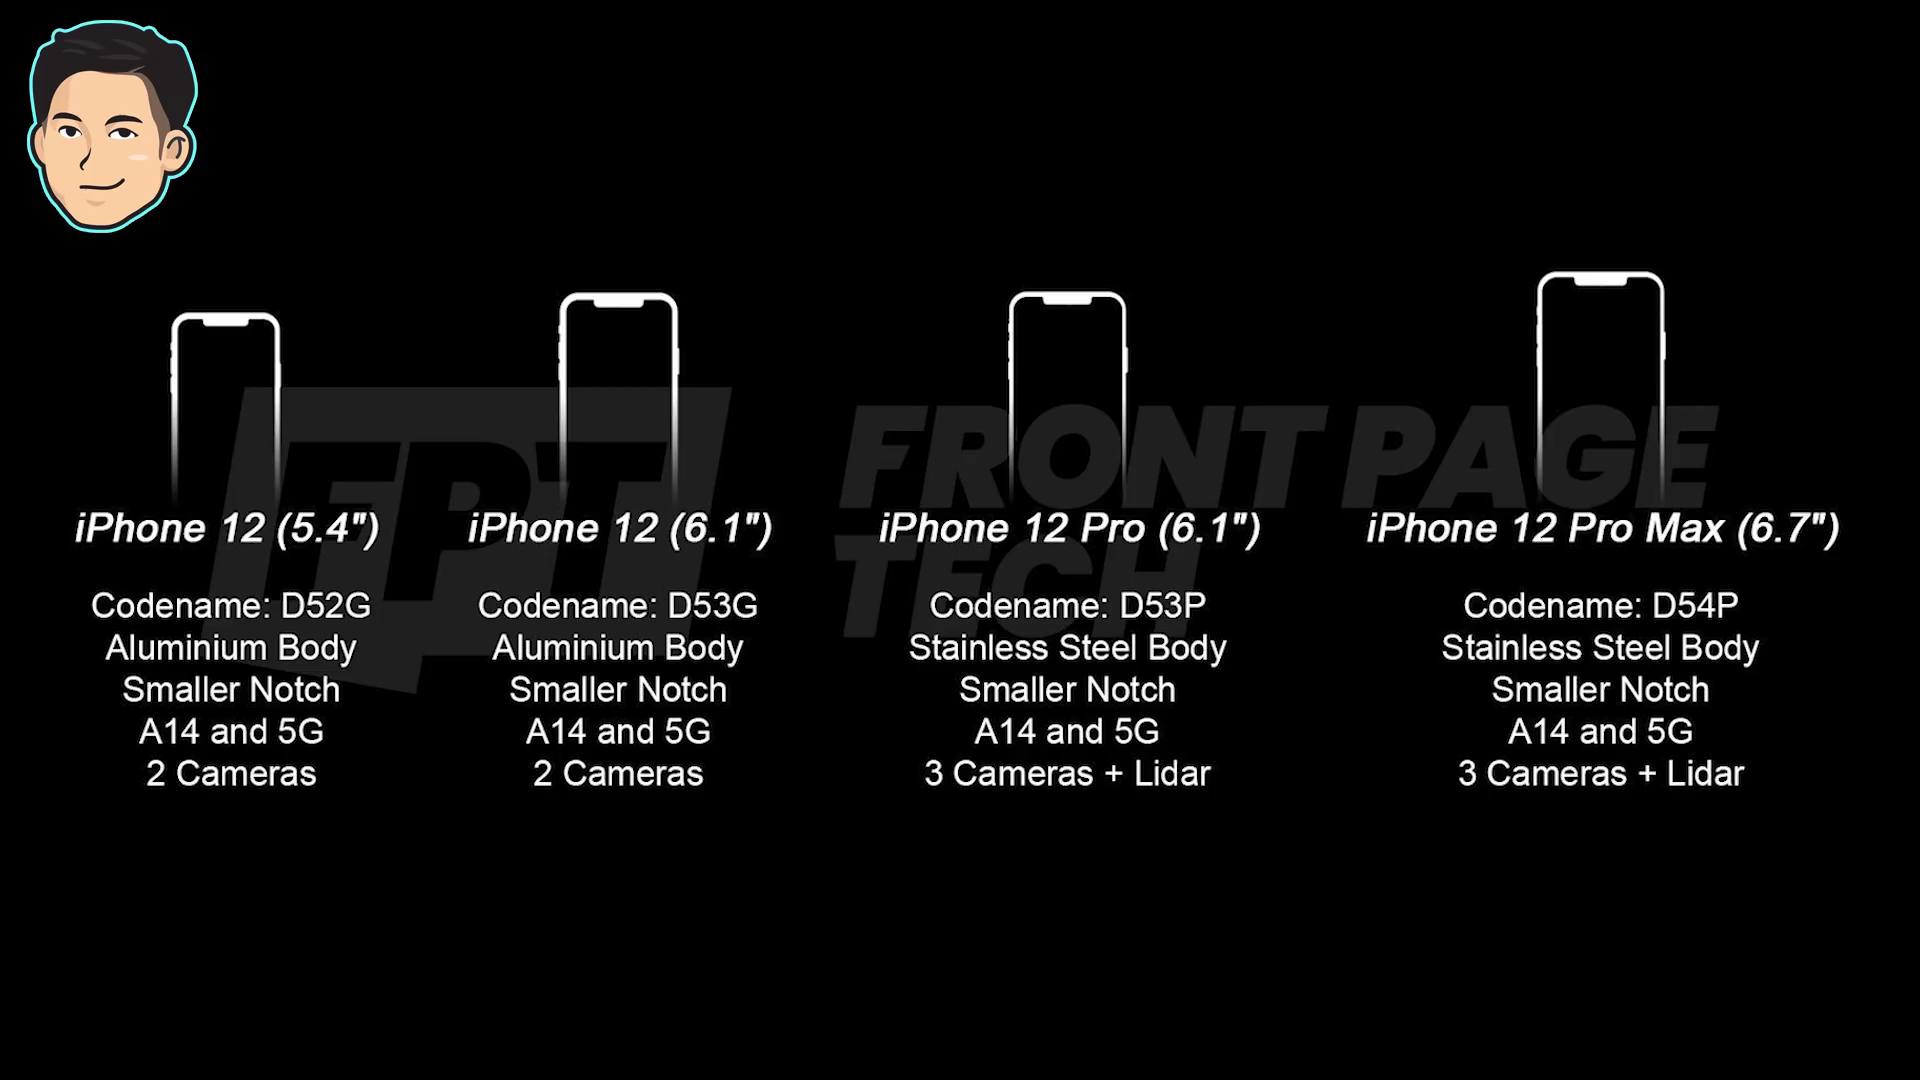 FPT FRONT PAGE
TECH
iPhone 12 (5.4")
Codename: D52G
Aluminium Body
Smaller Notch
A14 and 5G
2 Cameras
iPhone 12 (6.1")
Codename: D53G
Aluminium Body
Smaller Notch
A14 and 5G
2 Cameras
iPhone 12 Pro (6.1")
Codename: D53P
Stainless Steel Body
Smaller Notch
A14 and 5G
3 Cameras + Lidar
iPhone 12 Pro Max (6.7")
Codename: D54P
Stainless Steel Body
Smaller Notch
A14 and 5G
3 Cameras + Lidar